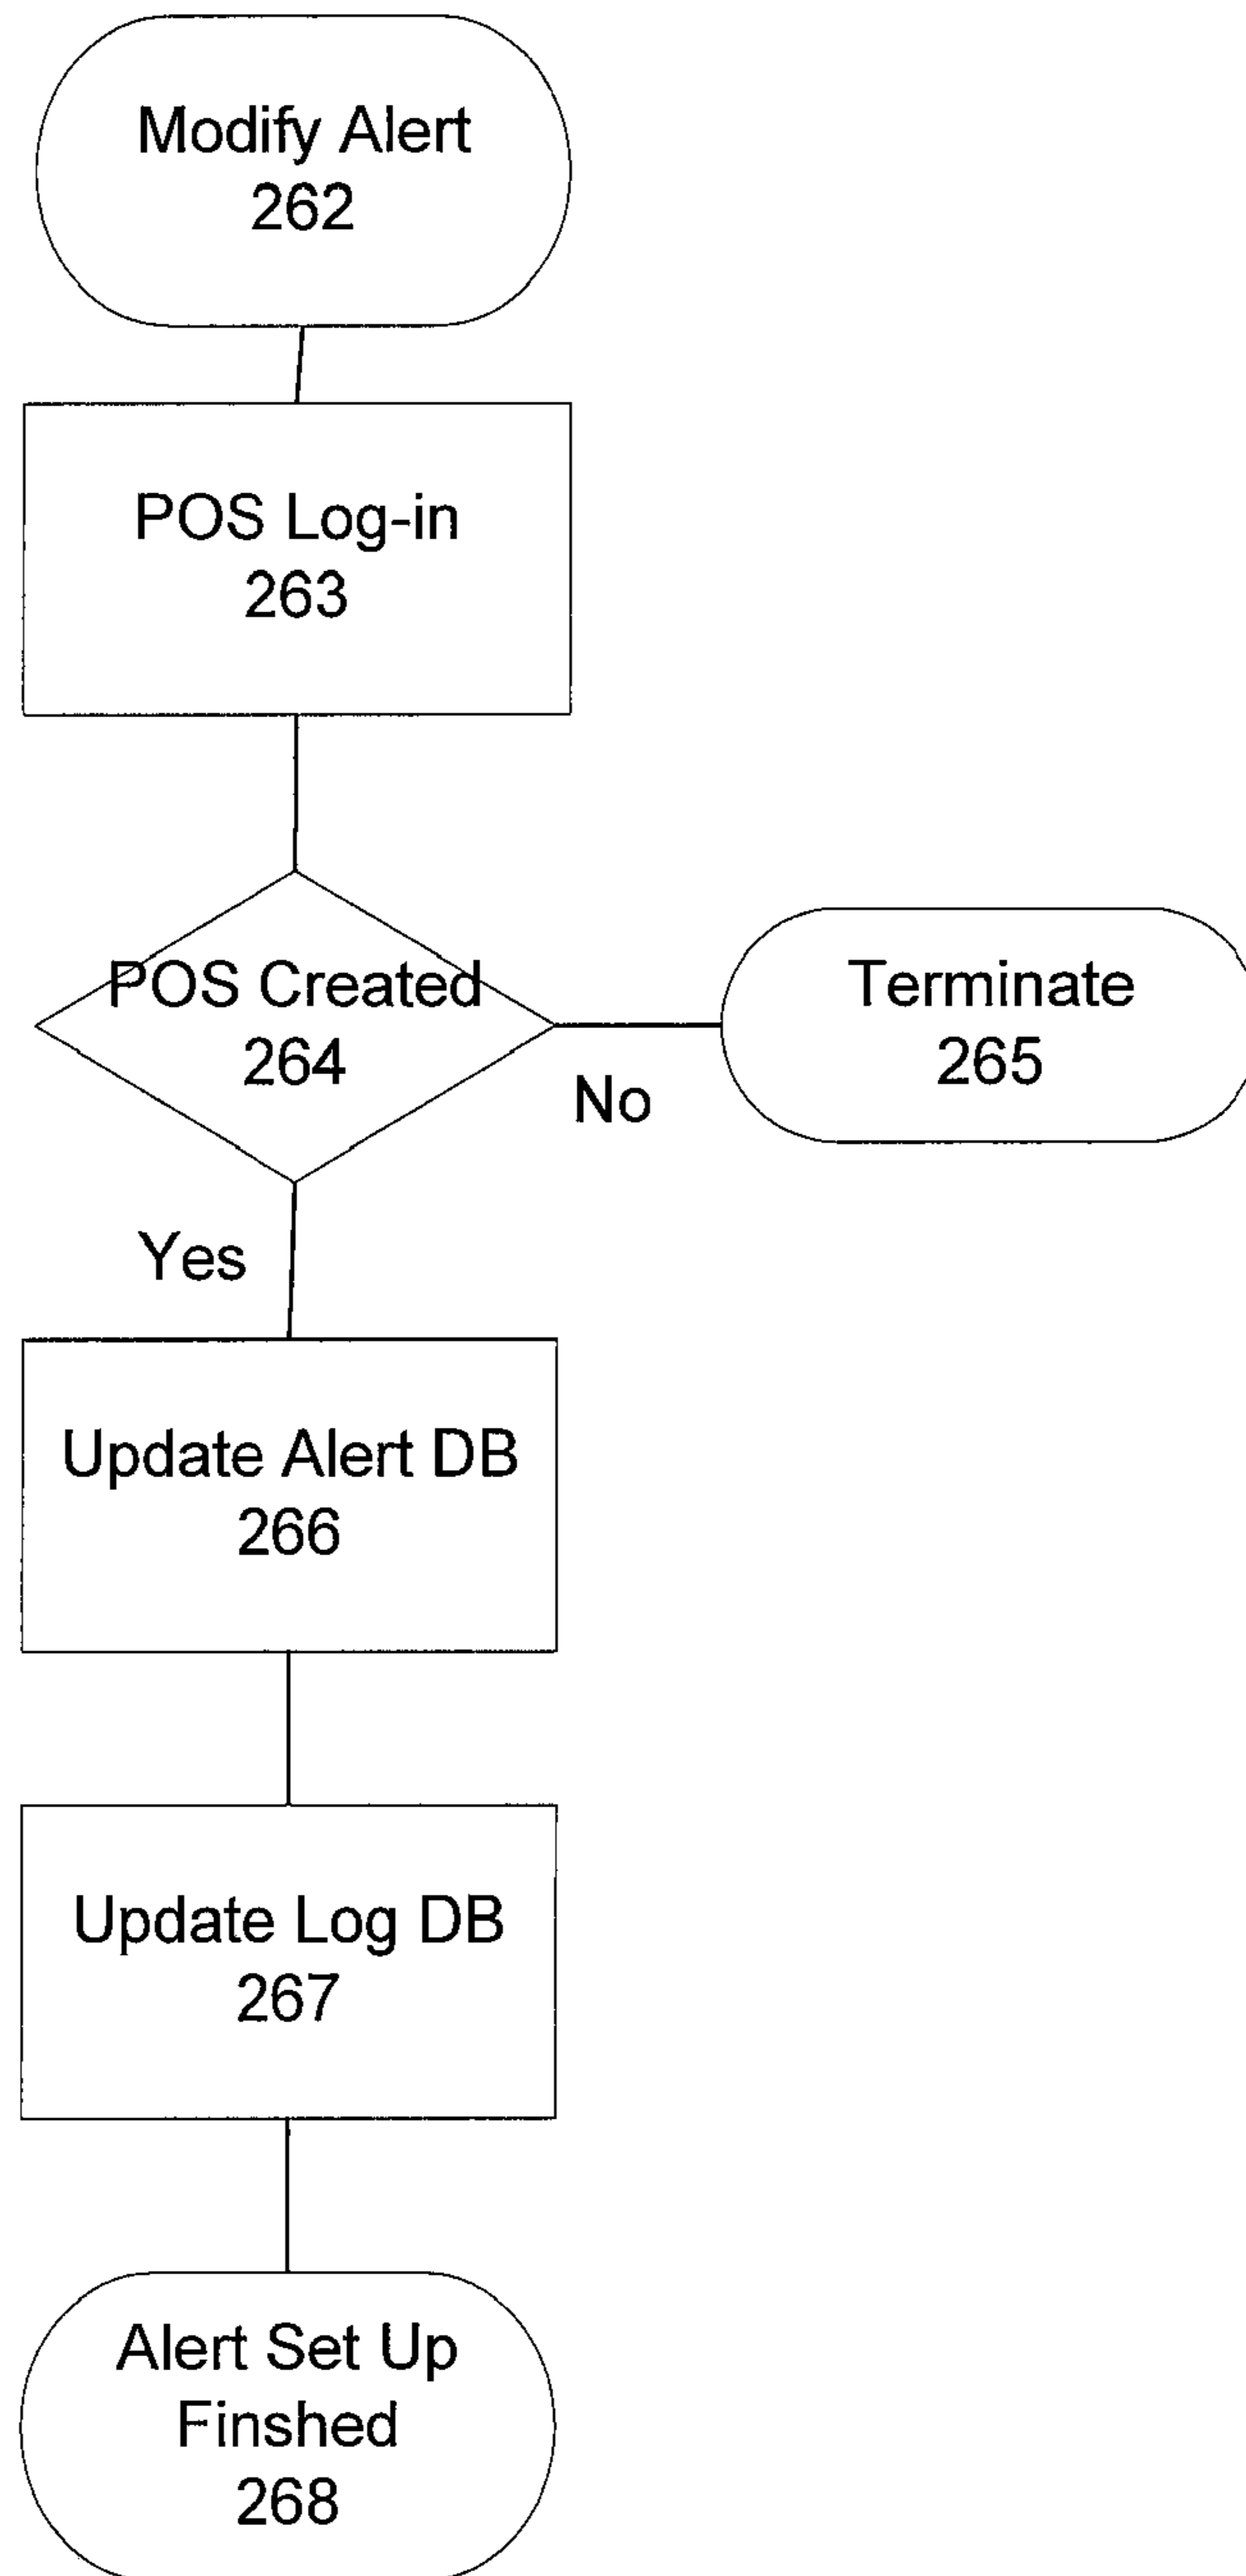 Modify Alert
262
POS Log-in
263
POS Created
264
Terminate
265
No
Yes
Update Alert DB
266
Update Log DB
267
Alert Set Up
Finshed
268